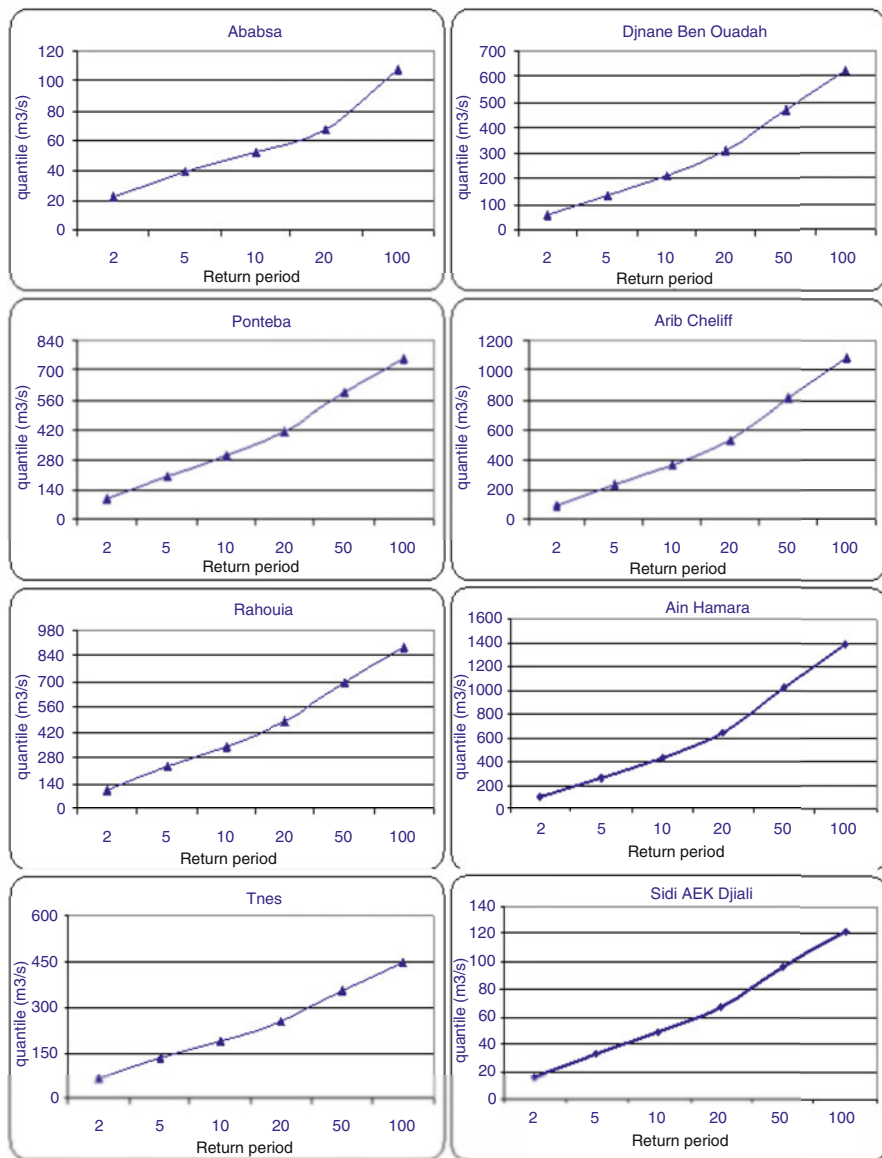 Ababsa
quantile (m3/s)
120
100
80
60
40
20
0
2 5 10 20 100
Return period
Djnane Ben Ouadah
quantile (m3/s)
700
600
500
400
300
200
100
0
2 5 10 20 50 100
Return period
Ponteba
quantile (m3/s)
840
700
560
420
280
140
0
2 5 10 20 50 100
Return period
Arib Cheliff
quantile (m3/s)
1200
1000
800
600
400
200
0
2 5 10 20 50 100
Return period
Rahouia
quantile (m3/s)
980
840
700
560
420
280
140
0
2 5 10 20 50 100
Return period
Ain Hamara
quantile (m3/s)
1600
1400
1200
1000
800
600
400
200
0
2 5 10 20 50 100
Return period
Tnes
quantile (m3/s)
600
450
300
150
0
2 5 10 20 50 100
Return period
Sidi AEK Djiali
quantile (m3/s)
140
120
100
80
60
40
20
0
2 5 10 20 50 100
Return period